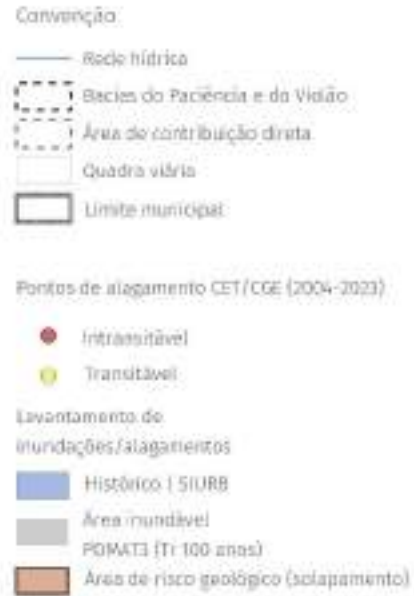 Convenção
Rede hídrica
Bacias do Paciência e do Violão
Área de contribuição direta
Quadra viária
Limite municipal
Pontos de alagamento CET/CGE (2004-2023)
Intransitável
Transitável
Levantamento de
inundações/alagamentos
Histórico | SIURB
Área inundável
PDMAT3 (Tr 100 anos)
Área de risco geológico (solapamento)